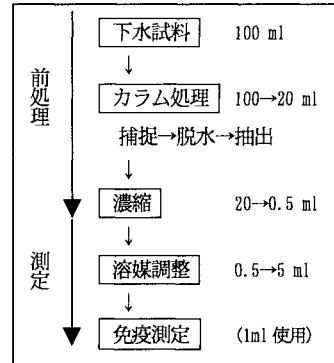 前処理
下水試料 100 ml
↓
カラム処理 100→20 ml
捕捉→脱水→抽出
↓
濃縮 20→0.5 ml
↓
測定
溶媒調整 0.5→5 ml
↓
免疫測定 (1ml 使用)